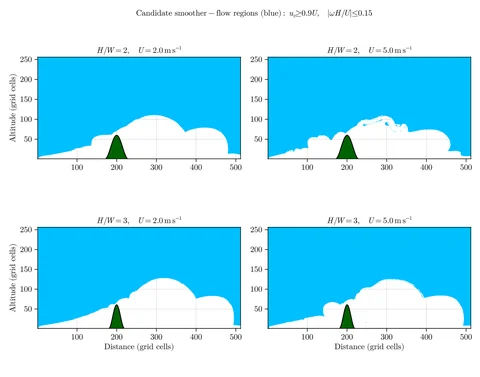 Candidate smoother − flow regions (blue) : uₓ≥0.9U, |ωH/U|≤0.15
H/W = 2, U = 2.0 m s⁻¹
H/W = 2, U = 5.0 m s⁻¹
Altitude (grid cells)
250
200
150
100
50
100 200 300 400 500
250
200
150
100
50
100 200 300 400 500
H/W = 3, U = 2.0 m s⁻¹
H/W = 3, U = 5.0 m s⁻¹
Altitude (grid cells)
250
200
150
100
50
100 200 300 400 500
Distance (grid cells)
250
200
150
100
50
100 200 300 400 500
Distance (grid cells)